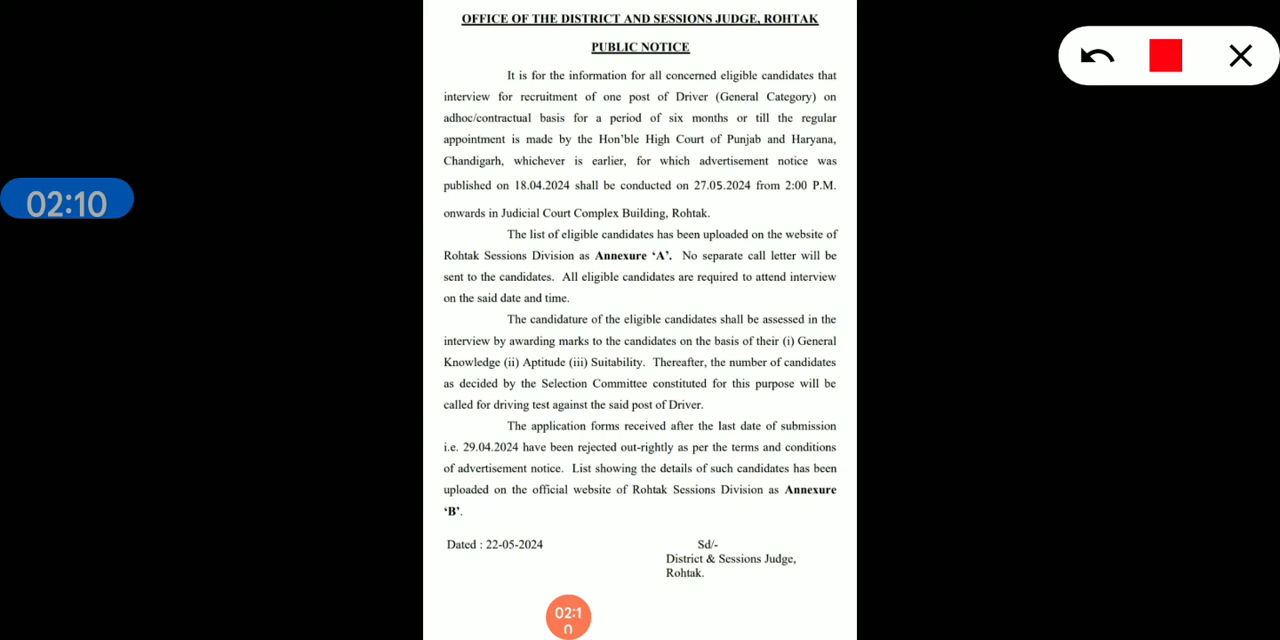 OFFICE OF THE DISTRICT AND SESSIONS JUDGE, ROHTAK
PUBLIC NOTICE
It is for the information for all concerned eligible candidates that
interview for recruitment of one post of Driver (General Category) on
adhoc/contractual basis for a period of six months or till the regular
appointment is made by the Hon'ble High Court of Punjab and Haryana,
Chandigarh, whichever is earlier, for which advertisement notice was
published on 18.04.2024 shall be conducted on 27.05.2024 from 2:00 P.M.
onwards in Judicial Court Complex Building, Rohtak.
The list of eligible candidates has been uploaded on the website of
Rohtak Sessions Division as Annexure ‘A’. No separate call letter will be
sent to the candidates. All eligible candidates are required to attend interview
on the said date and time.
The candidature of the eligible candidates shall be assessed in the
interview by awarding marks to the candidates on the basis of their (i) General
Knowledge (ii) Aptitude (iii) Suitability. Thereafter, the number of candidates
as decided by the Selection Committee constituted for this purpose will be
called for driving test against the said post of Driver.
The application forms received after the last date of submission
i.e. 29.04.2024 have been rejected out-rightly as per the terms and conditions
of advertisement notice. List showing the details of such candidates has been
uploaded on the official website of Rohtak Sessions Division as Annexure
‘B’.
Dated : 22-05-2024
Sd/-
District & Sessions Judge,
Rohtak.
02:10
02:1
0